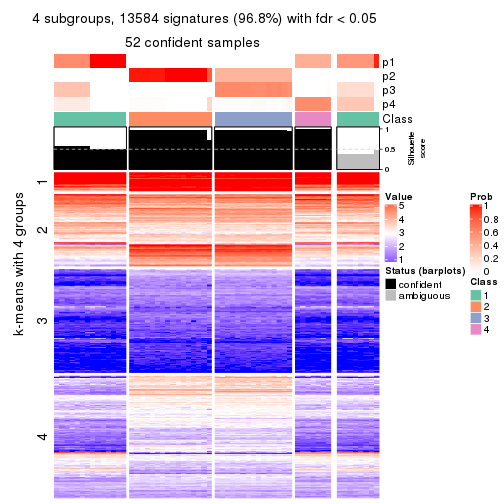 4 subgroups, 13584 signatures (96.8%) with fdr < 0.05
52 confident samples
p1
p2
p3
p4
Class
1
0.5
0
Silhouette
score
k-means with 4 groups
1
2
3
4
Value
5
4
3
2
1
Status (barplots)
confident
ambiguous
Prob
1
0.8
0.6
0.4
0.2
0
Class
1
2
3
4